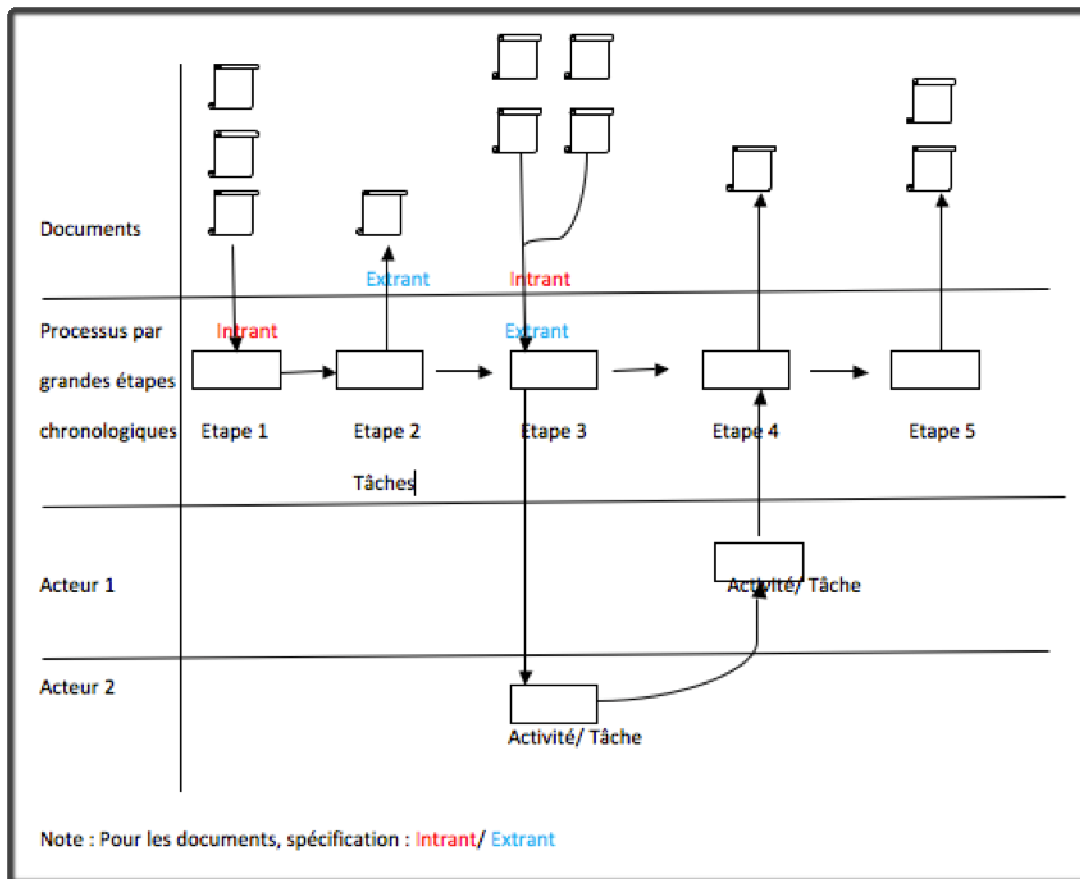 Documents
Extrant
Intrant
Processus par
Intrant
Extrant
grandes étapes
chronologiques
Etape 1
Etape 2
Etape 3
Etape 4
Etape 5
Tâches
Acteur 1
Activité/ Tâche
Acteur 2
Activité/ Tâche
Note : Pour les documents, spécification : Intrant/ Extrant